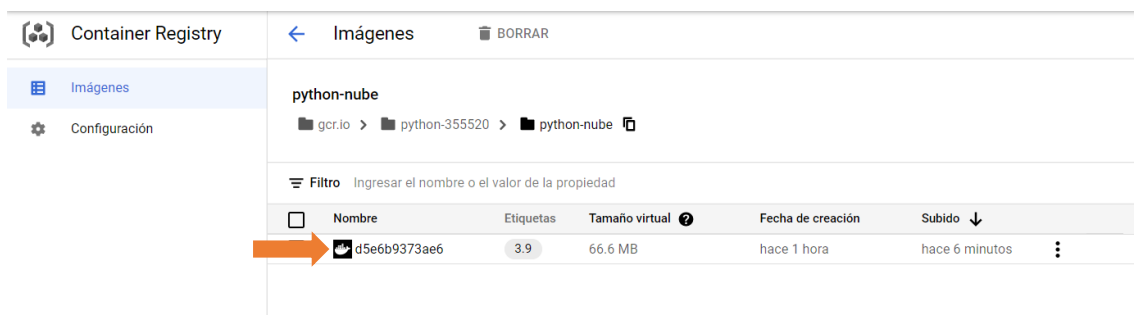 Container Registry
Imágenes
BORRAR
Imágenes
Configuración
python-nube
gcr.io > python-355520 > python-nube
Filtro Ingresar el nombre o el valor de la propiedad
Nombre Etiquetas Tamaño virtual ? Fecha de creación Subido
d5e6b9373ae6 3.9 66.6 MB hace 1 hora hace 6 minutos